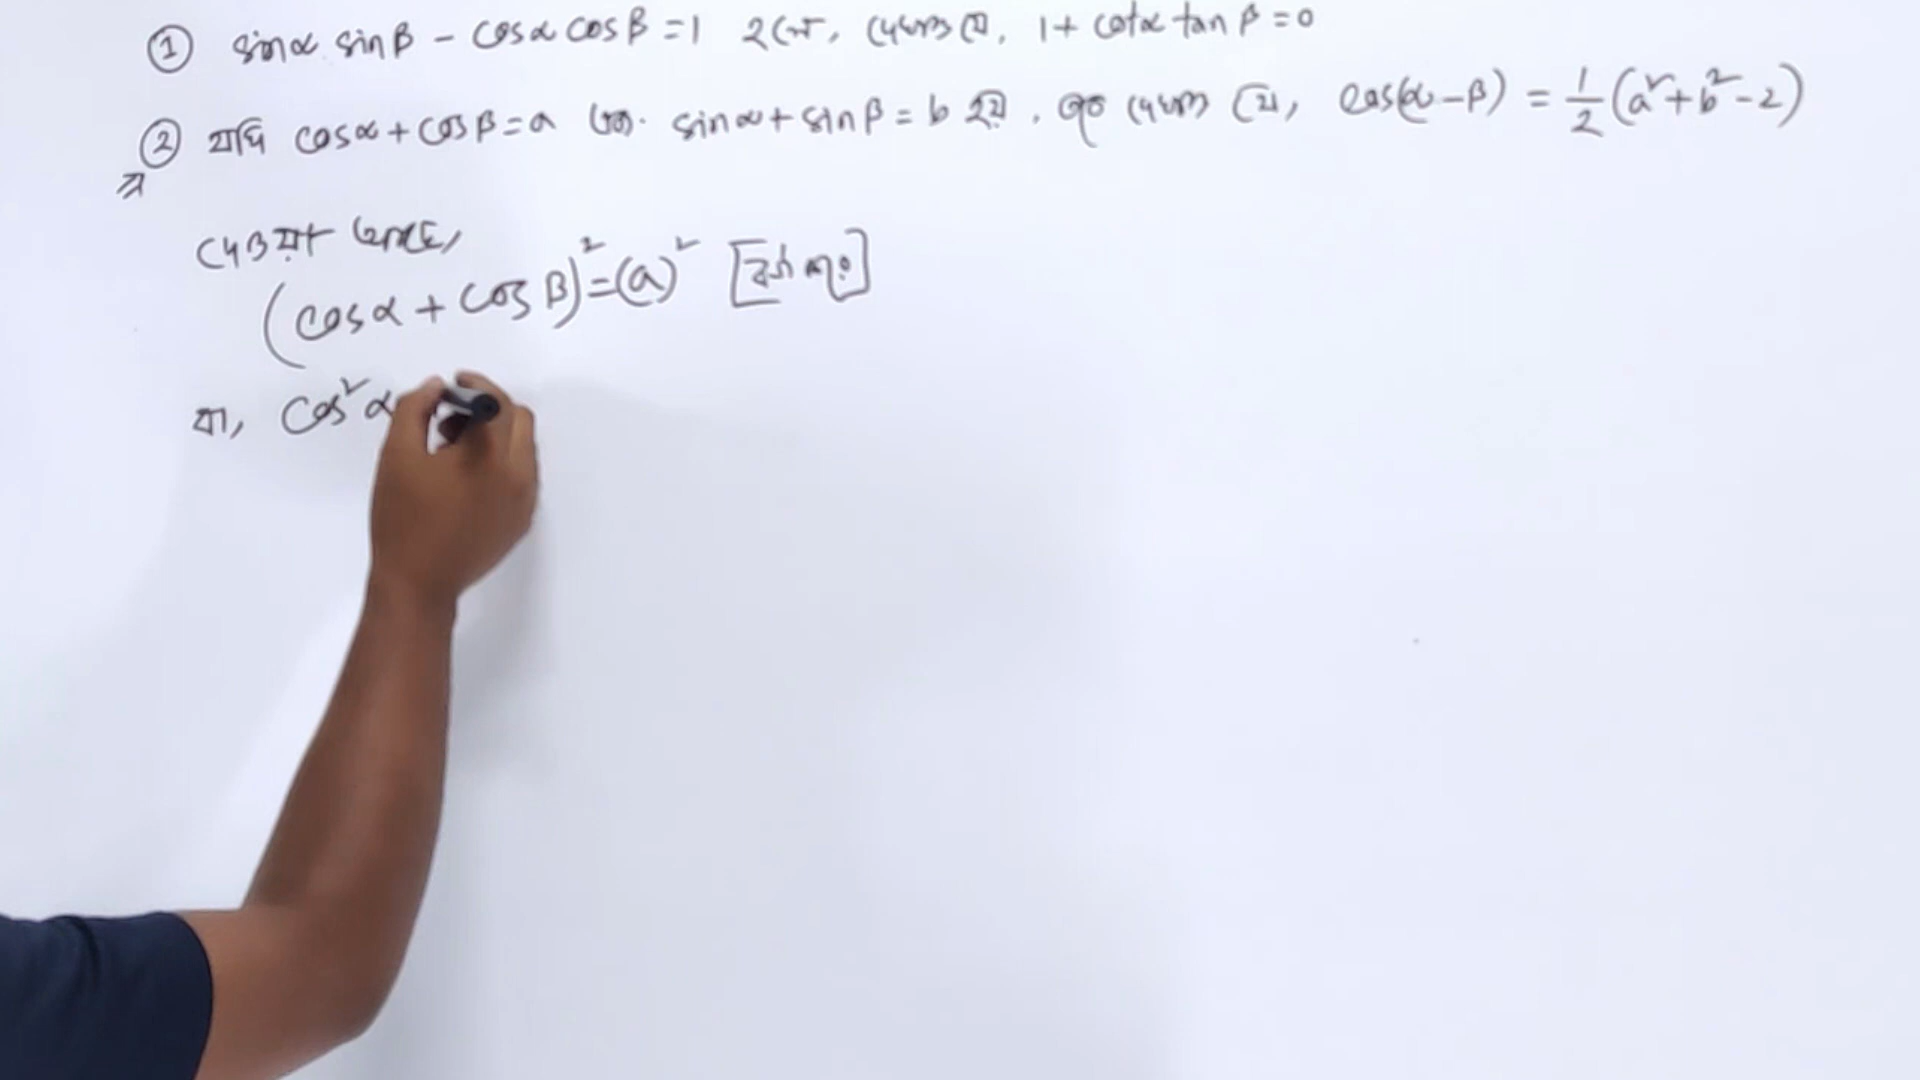 ① sinα sinβ - cosα cosβ = 1 হলে, দেখাও যে, 1 + cotα tanβ = 0
② যদি cosα + cosβ = a এবং sinα + sinβ = b হয়, তবে দেখাও যে, cos(α-β) = 1/2 (a² + b² - 2)
দেওয়া আছে,
(cosα + cosβ)² = (a)² [বর্গ করে]
বা, cos²α